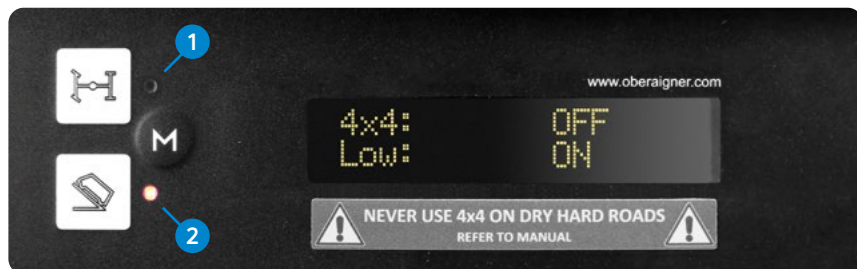 1
www.oberaigner.com
4x4: OFF
M
Low: ON
2
NEVER USE 4x4 ON DRY HARD ROADS
REFER TO MANUAL